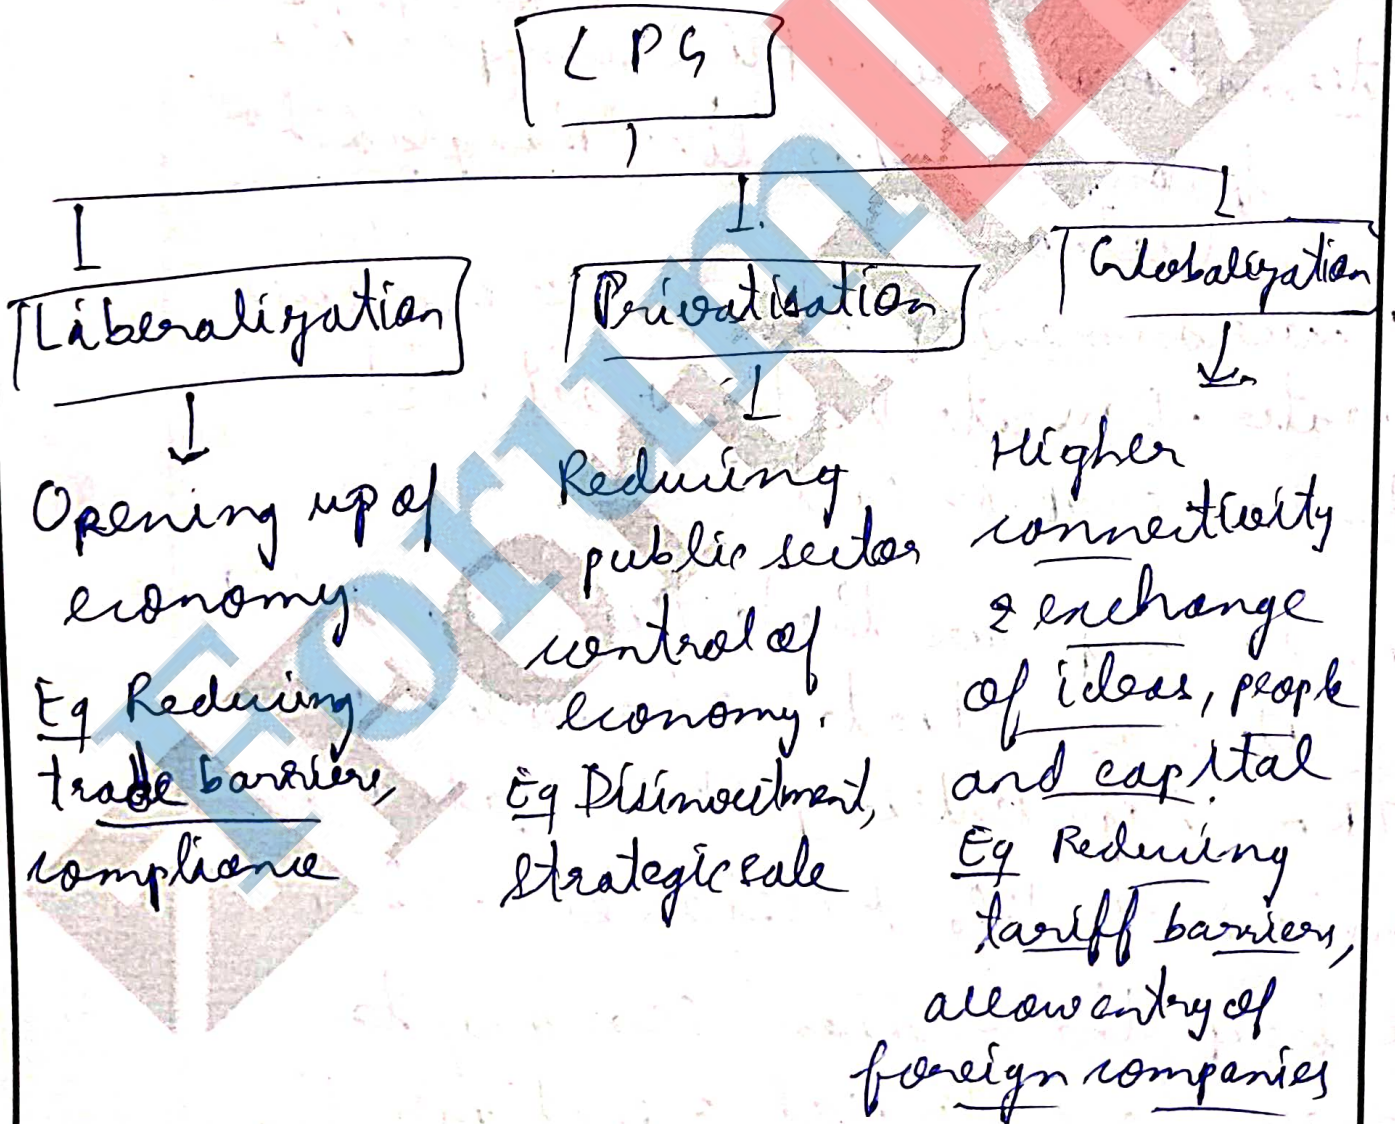 LPG
Liberalization
Privatisation
Globalization
Opening up of
economy.
Eg Reducing
trade barriers,
compliance
Reducing
public sector
control of
economy.
Eg Disinvestment,
strategic sale
Higher
connectivity
& exchange
of ideas, people
and capital
Eg Reducing
tariff barriers,
allow entry of
foreign companies
Forum